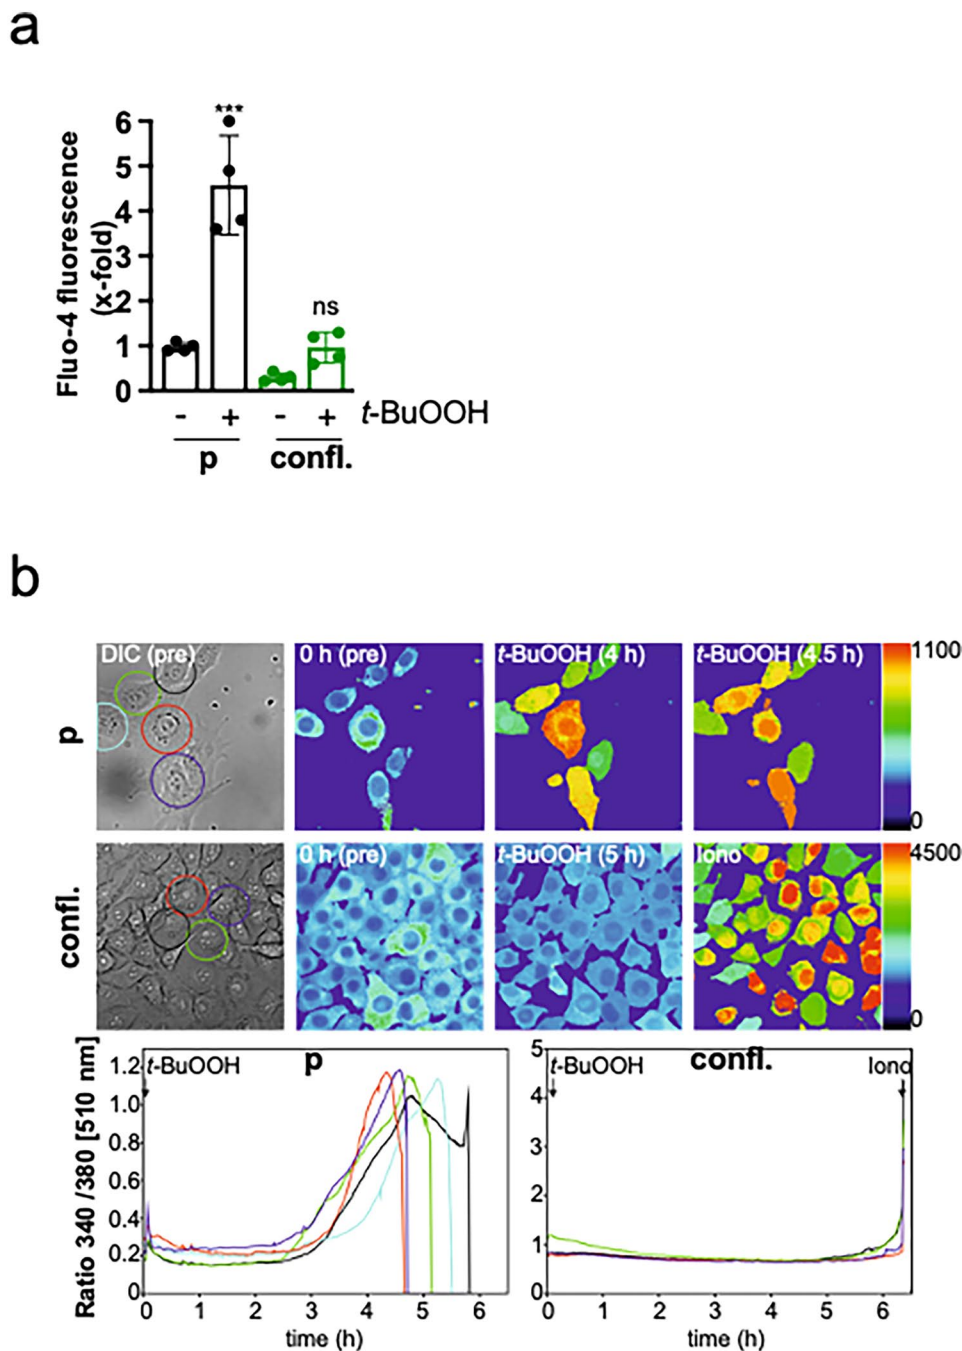 a
***
6
5
4
3
2
1
0
Fluo-4 fluorescence
(x-fold)
ns
- + - + t-BuOOH
p confl.
b
DIC (pre) 0 h (pre) t-BuOOH (4 h) t-BuOOH (4.5 h) 1100
p
0
0 h (pre) t-BuOOH (5 h) Iono 4500
confl.
0
p
t-BuOOH
1.2
1.0
0.8
0.6
0.4
0.2
0
Ratio 340 /380 [510 nm]
0 1 2 3 4 5 6
time (h)
confl.
t-BuOOH Iono
5
4
3
2
1
0
0 1 2 3 4 5 6
time (h)